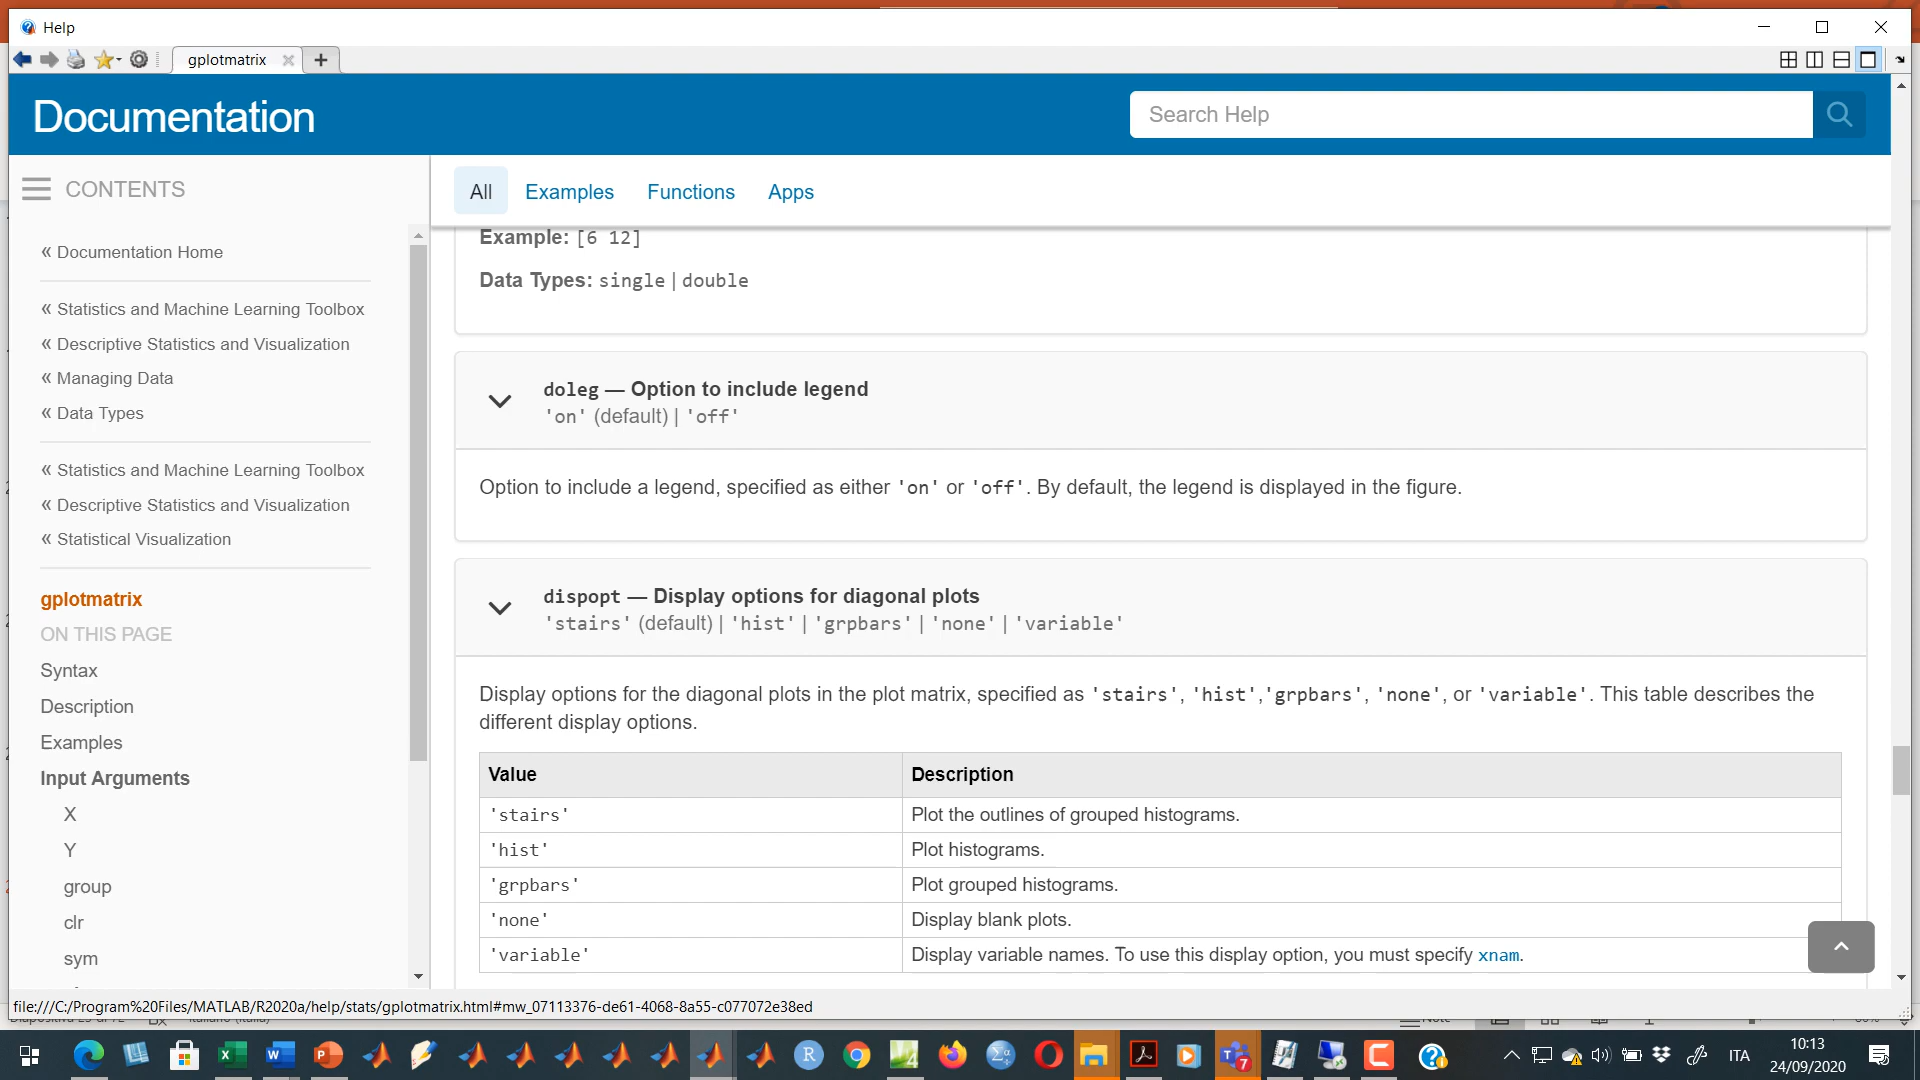 Help
gplotmatrix
Documentation
Search Help
CONTENTS
All Examples Functions Apps
« Documentation Home
« Statistics and Machine Learning Toolbox
« Descriptive Statistics and Visualization
« Managing Data
« Data Types
« Statistics and Machine Learning Toolbox
« Descriptive Statistics and Visualization
« Statistical Visualization
gplotmatrix
ON THIS PAGE
Syntax
Description
Examples
Input Arguments
X
Y
group
clr
sym
Example: [6 12]
Data Types: single | double
doleg — Option to include legend
'on' (default) | 'off'
Option to include a legend, specified as either 'on' or 'off'. By default, the legend is displayed in the figure.
dispopt — Display options for diagonal plots
'stairs' (default) | 'hist' | 'grpbars' | 'none' | 'variable'
Display options for the diagonal plots in the plot matrix, specified as 'stairs', 'hist','grpbars', 'none', or 'variable'. This table describes the
different display options.
Value Description
'stairs' Plot the outlines of grouped histograms.
'hist' Plot histograms.
'grpbars' Plot grouped histograms.
'none' Display blank plots.
'variable' Display variable names. To use this display option, you must specify xnam.
file:///C:/Program%20Files/MATLAB/R2020a/help/stats/gplotmatrix.html#mw_07113376-de61-4068-8a55-c077072e38ed
ITA
10:13
24/09/2020